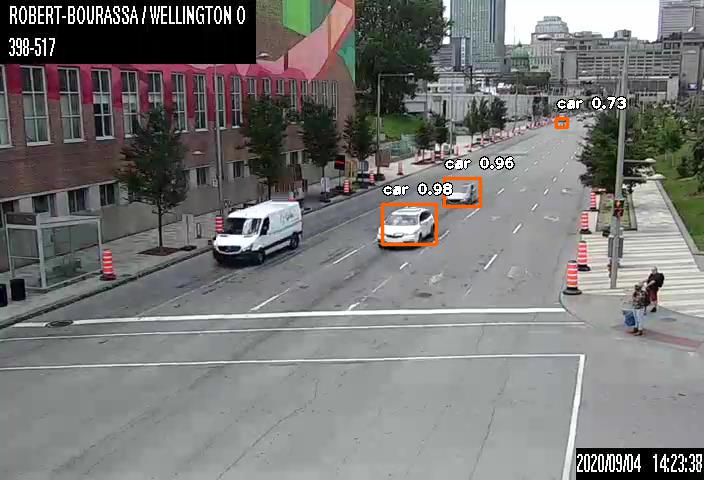 ROBERT-BOURASSA / WELLINGTON O
398-517
car 0.73
car 0.96
car 0.98
2020/09/04 14:23:38